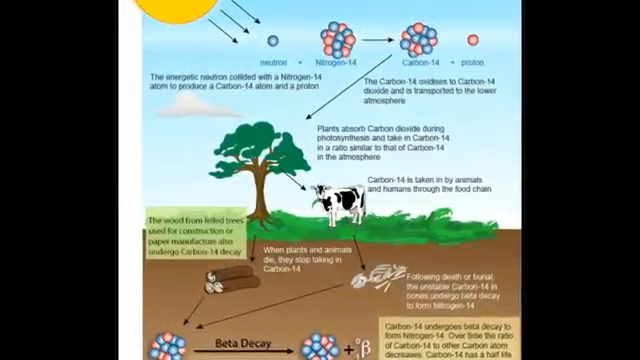 neutron + Nitrogen-14 Carbon-14 + proton
The energetic neutron collided with a Nitrogen-14
atom to produce a Carbon-14 atom and a proton
The Carbon-14 oxidises to Carbon-14
dioxide and is transported to the lower
atmosphere
Plants absorb Carbon dioxide during
photosynthesis and take in Carbon-14
in a ratio similar to that of Carbon-14
in the atmosphere
Carbon-14 is taken in by animals
and humans through the food chain
The wood from felled trees
used for construction or
paper manufacture also
undergo Carbon-14 decay
When plants and animals
die, they stop taking in
Carbon-14
Following death or burial,
the unstable Carbon-14 in
bones undergo beta decay
to form Nitrogen-14
Beta Decay
+ β
Carbon-14 undergoes beta decay to
form Nitrogen-14. Over time the ratio
of Carbon-14 to other Carbon atom
decreases. Carbon-14 has a half life